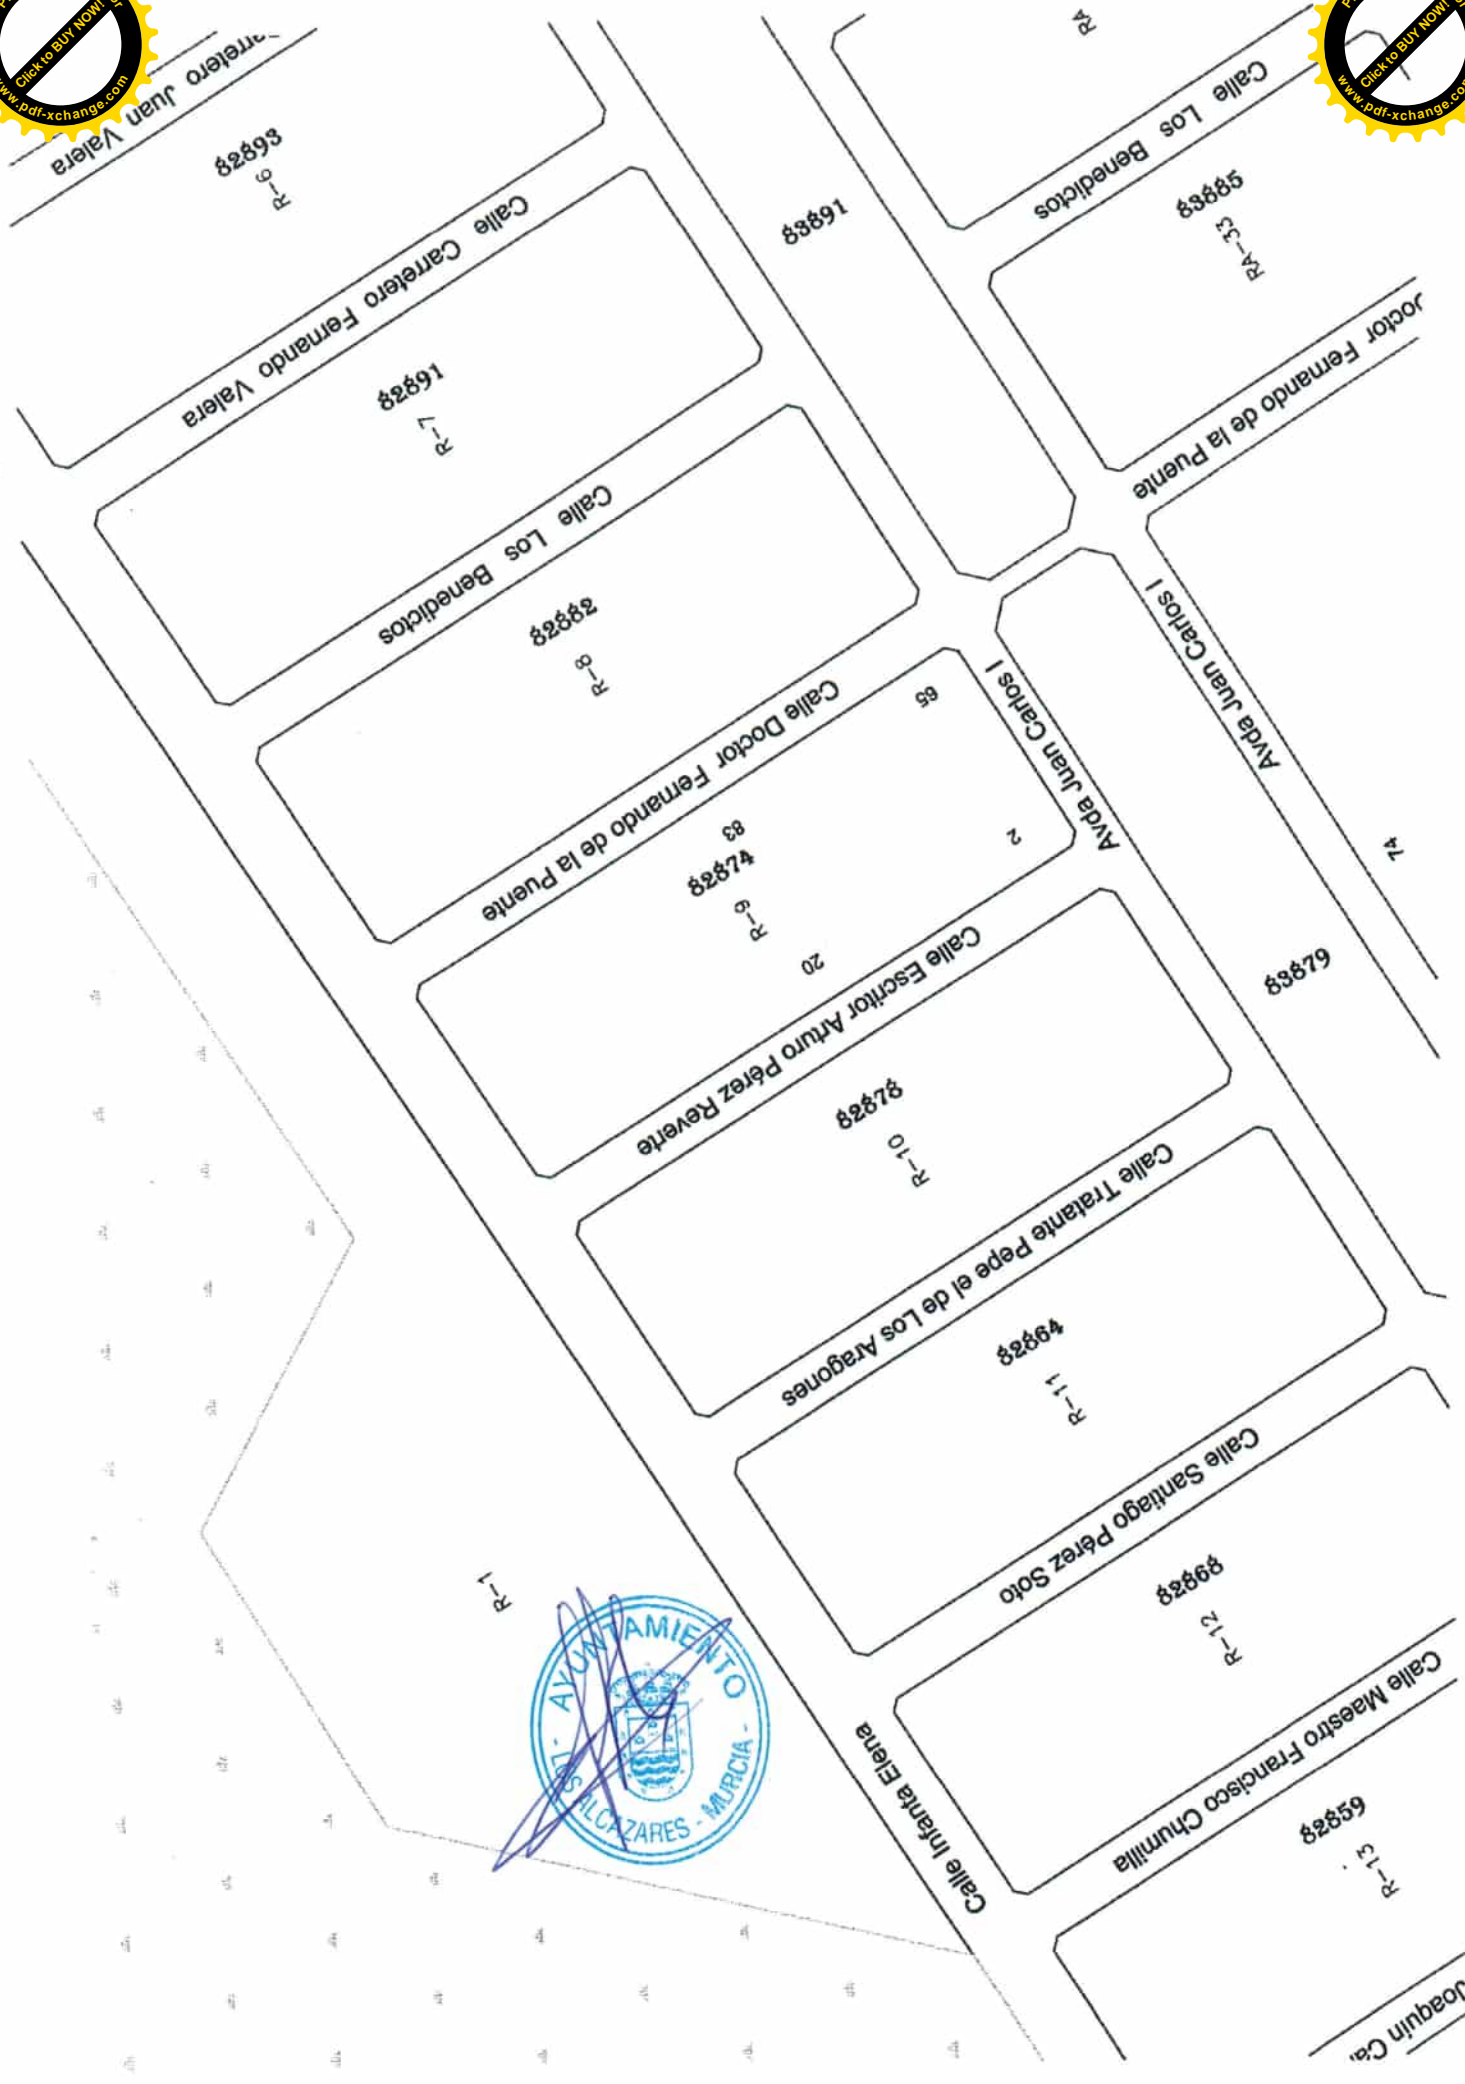 Click to BUY NOW!
www.pdf-xchange.com
Click to BUY NOW!
www.pdf-xchange.com
Juan Valera
82893
R-6
Calle Carretero Fernando Valera
82891
R-7
Calle Los Benedictos
82882
R-8
Calle Doctor Fernando de la Puente
65
83
82874
R-9
20
2
Calle Escritor Arturo Pérez Reverte
82878
R-10
Calle Tratante Pepe el de Los Aragones
82864
R-11
Calle Santiago Pérez Soto
82868
R-12
Calle Maestro Francisco Chumilla
82859
R-13
Joaquin
Calle Infanta Elena
R-1
83891
RA
Calle Los Benedictos
83885
RA-33
Fernando de la Puente
Avda Juan Carlos I
Avda Juan Carlos I
74
83879
AYUNTAMIENTO
- LOS ALCAZARES - MURCIA -